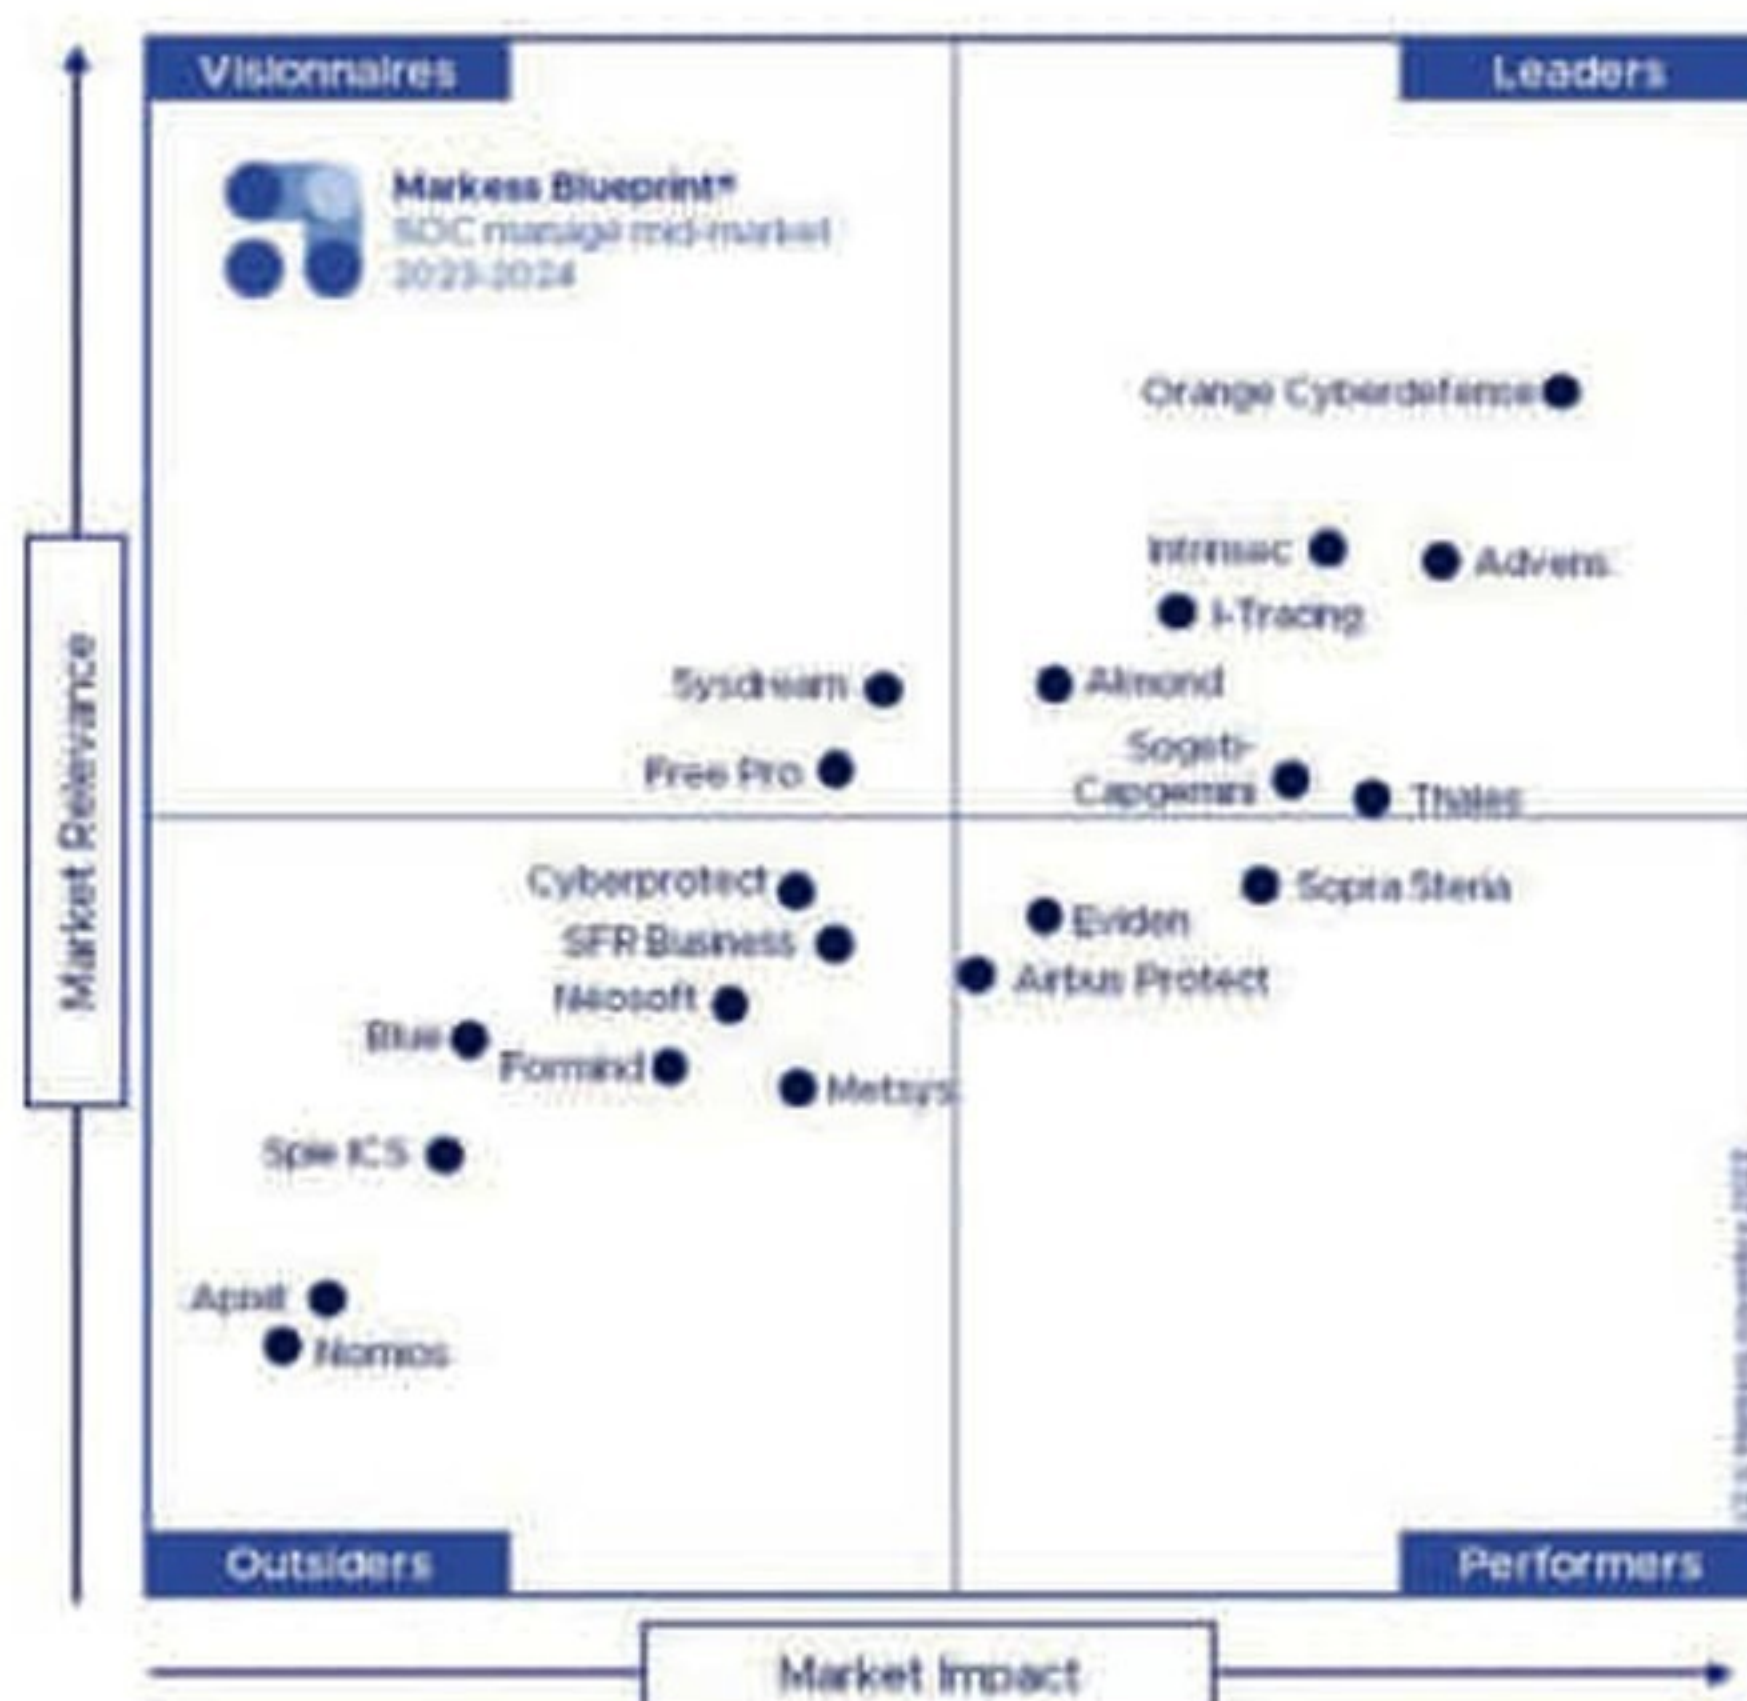 Visionnaires
Leaders
Markess Blueprint®
SOC managé mid-market
2023-2024
Orange Cyberdefense
Intrinsec
Advens
I-Tracing
Sysdream
Almond
Free Pro
Sogeti-
Capgemini
Thales
Market Relevance
Cyberprotect
Sopra Steria
Eviden
SFR Business
Airbus Protect
Néosoft
Blue
Formind
Metsys
Spie ICS
Apixit
Nomios
Outsiders
Performers
Market Impact